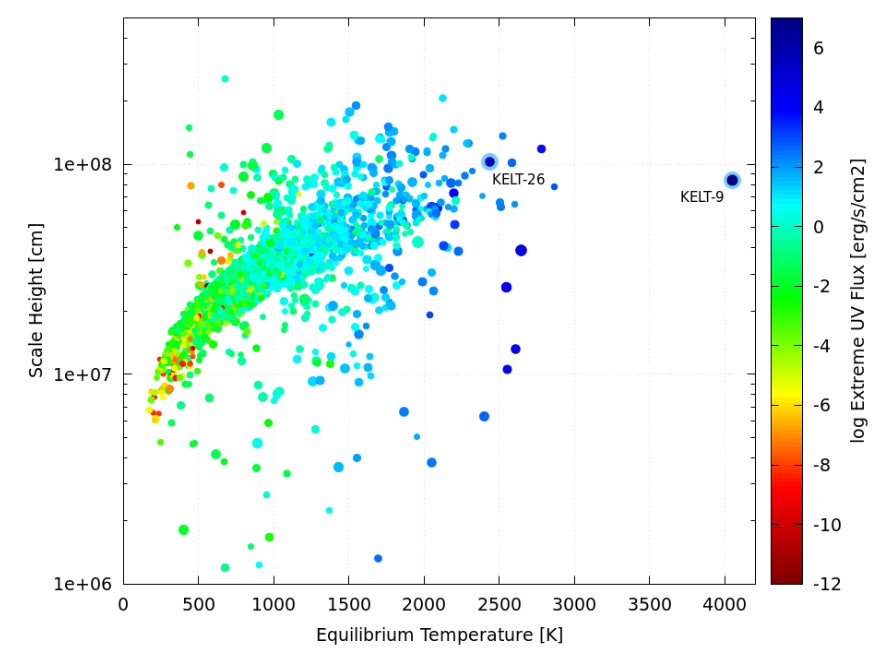 1e+08
1e+07
1e+06
Scale Height [cm]
KELT-26
KELT-9
0 500 1000 1500 2000 2500 3000 3500 4000
Equilibrium Temperature [K]
6
4
2
0
-2
-4
-6
-8
-10
-12
log Extreme UV Flux [erg/s/cm2]